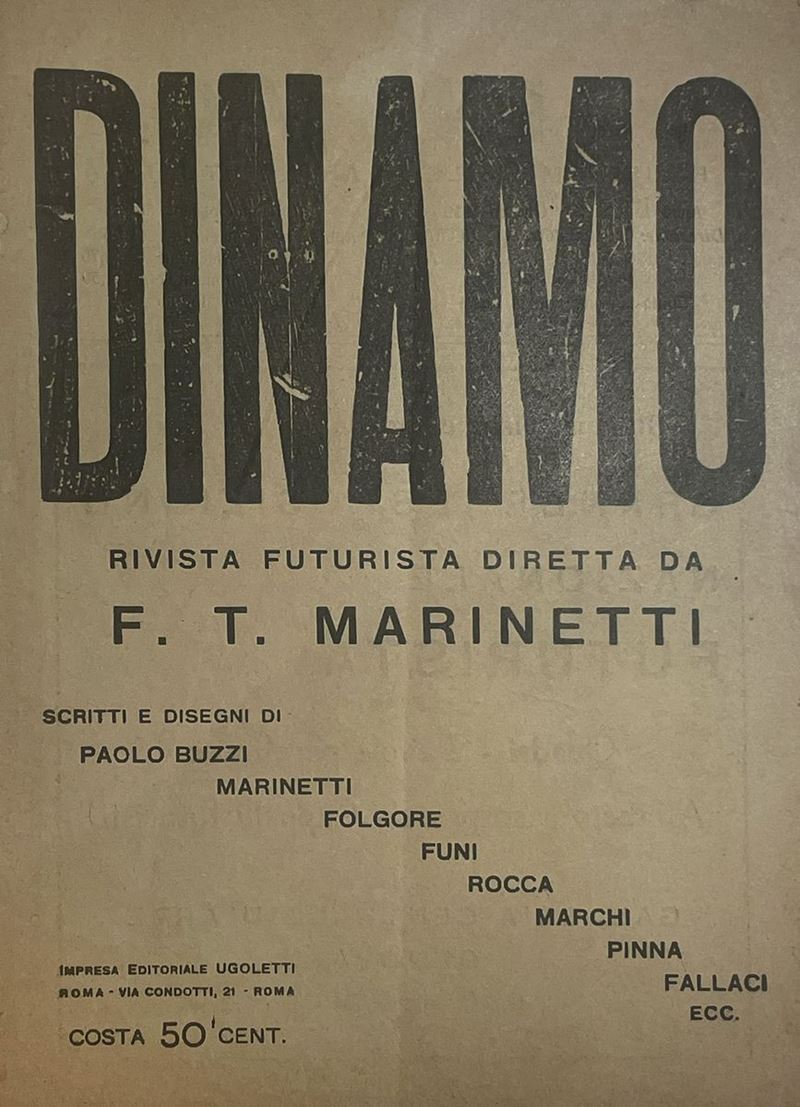 DINAMO
RIVISTA FUTURISTA DIRETTA DA
F. T. MARINETTI
SCRITTI E DISEGNI DI
PAOLO BUZZI
MARINETTI
FOLGORE
FUNI
ROCCA
MARCHI
PINNA
FALLACI
ECC.
IMPRESA EDITORIALE UGOLETTI
ROMA - VIA CONDOTTI, 21 - ROMA
COSTA 50 CENT.